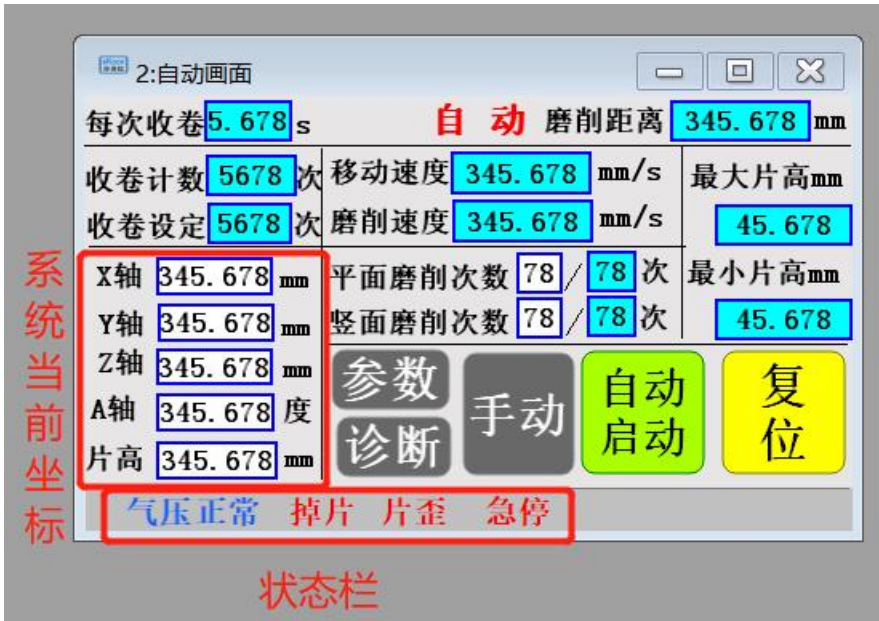 2:自动画面
每次收卷 5.678 s 自 动 磨削距离 345.678 mm
收卷计数 5678 次 移动速度 345.678 mm/s 最大片高mm
收卷设定 5678 次 磨削速度 345.678 mm/s 45.678
X轴 345.678 mm 平面磨削次数 78 / 78 次 最小片高mm
Y轴 345.678 mm 竖面磨削次数 78 / 78 次 45.678
Z轴 345.678 mm
A轴 345.678 度
片高 345.678 mm
参数
诊断
手动
自动
启动
复
位
系统当前坐标
气压正常 掉片 片歪 急停
状态栏